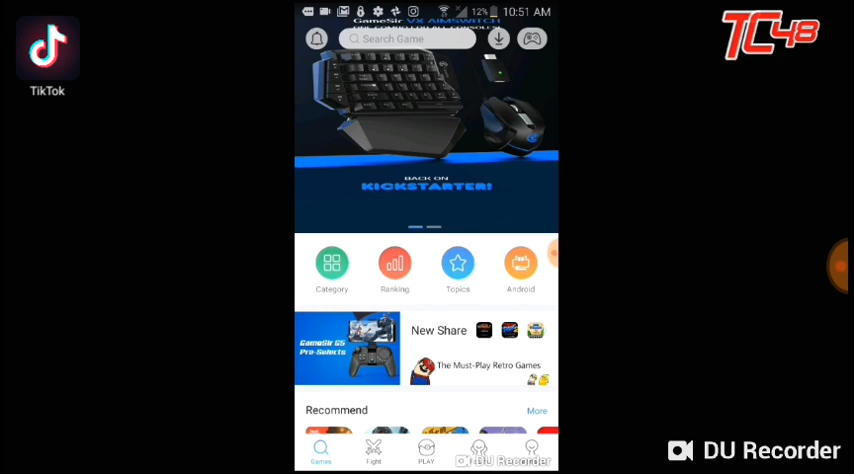 TikTok
TC48
12% 10:51 AM
GameSir VX AIMSWITCH
Search Game
BACK ON
KICKSTARTER!
Category
Ranking
Topics
Android
GameSir G5
Pro-Selects
New Share
The Must-Play Retro Games
Recommend
More
Games
Fight
PLAY
DU Recorder
DU Recorder